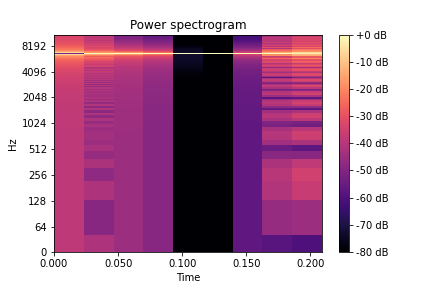 Power spectrogram
8192
4096
2048
1024
512
256
128
64
0
Hz
0.000 0.050 0.100 0.150 0.200
Time
+0 dB
-10 dB
-20 dB
-30 dB
-40 dB
-50 dB
-60 dB
-70 dB
-80 dB